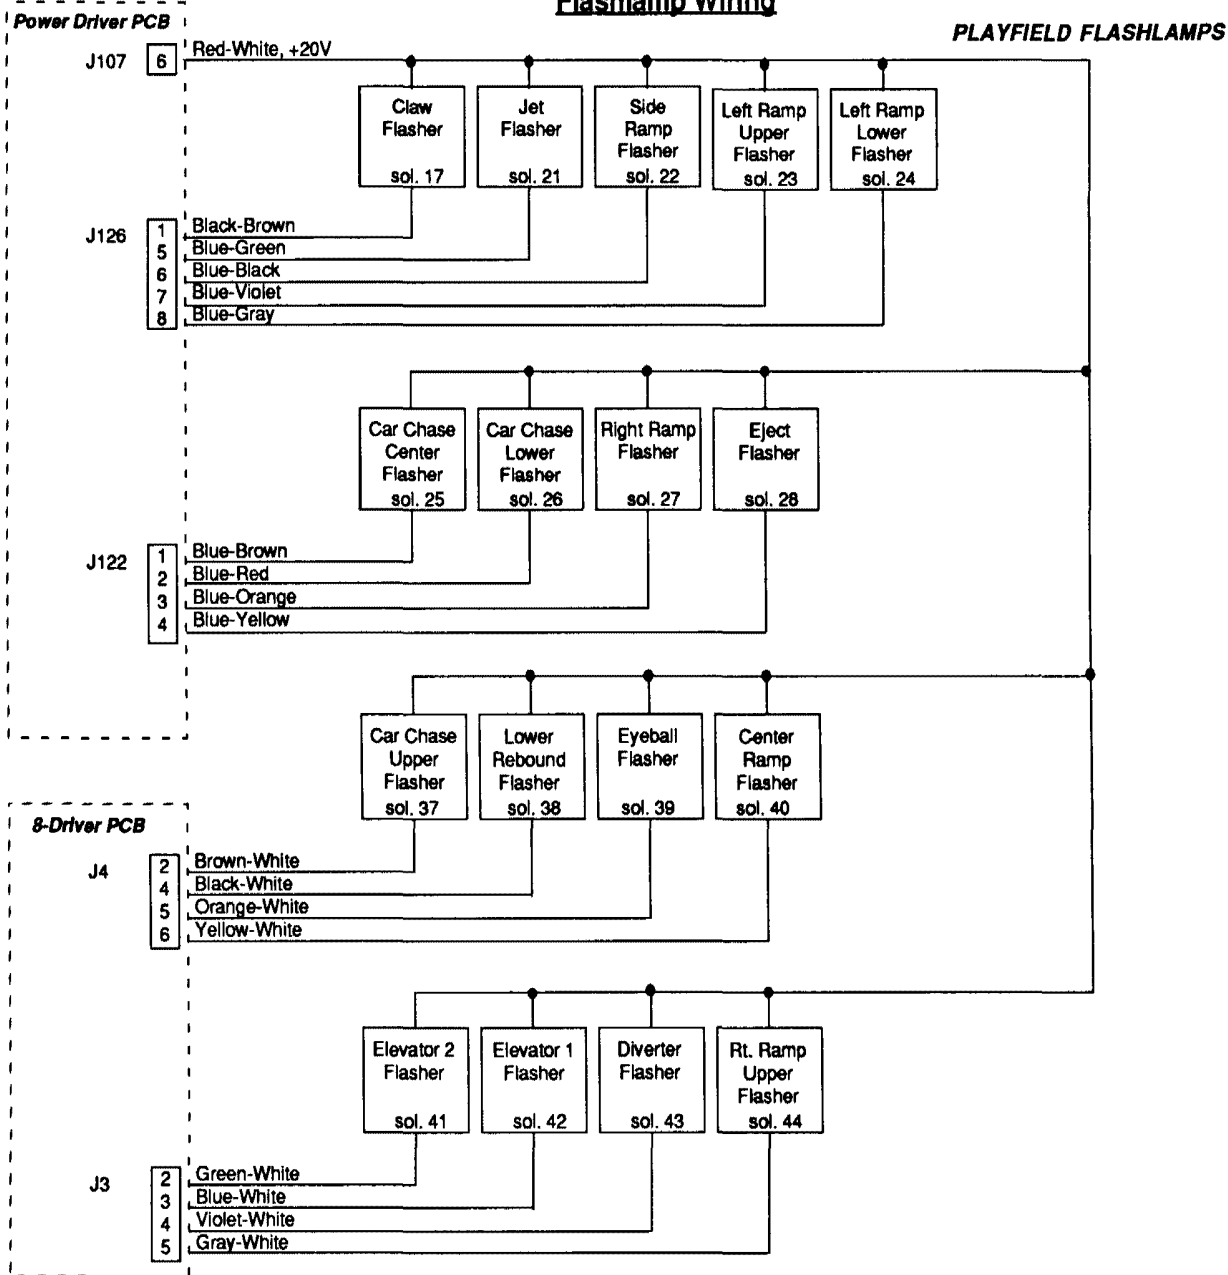 Flashlamp Wiring
Power Driver PCB
PLAYFIELD FLASHLAMPS
J107
6
Red-White, +20V
Claw
Flasher
sol. 17
Jet
Flasher
sol. 21
Side
Ramp
Flasher
sol. 22
Left Ramp
Upper
Flasher
sol. 23
Left Ramp
Lower
Flasher
sol. 24
J126
1 Black-Brown
5 Blue-Green
6 Blue-Black
7 Blue-Violet
8 Blue-Gray
Car Chase
Center
Flasher
sol. 25
Car Chase
Lower
Flasher
sol. 26
Right Ramp
Flasher
sol. 27
Eject
Flasher
sol. 28
J122
1 Blue-Brown
2 Blue-Red
3 Blue-Orange
4 Blue-Yellow
Car Chase
Upper
Flasher
sol. 37
Lower
Rebound
Flasher
sol. 38
Eyeball
Flasher
sol. 39
Center
Ramp
Flasher
sol. 40
8-Driver PCB
J4
2 Brown-White
4 Black-White
5 Orange-White
6 Yellow-White
Elevator 2
Flasher
sol. 41
Elevator 1
Flasher
sol. 42
Diverter
Flasher
sol. 43
Rt. Ramp
Upper
Flasher
sol. 44
J3
2 Green-White
3 Blue-White
4 Violet-White
5 Gray-White